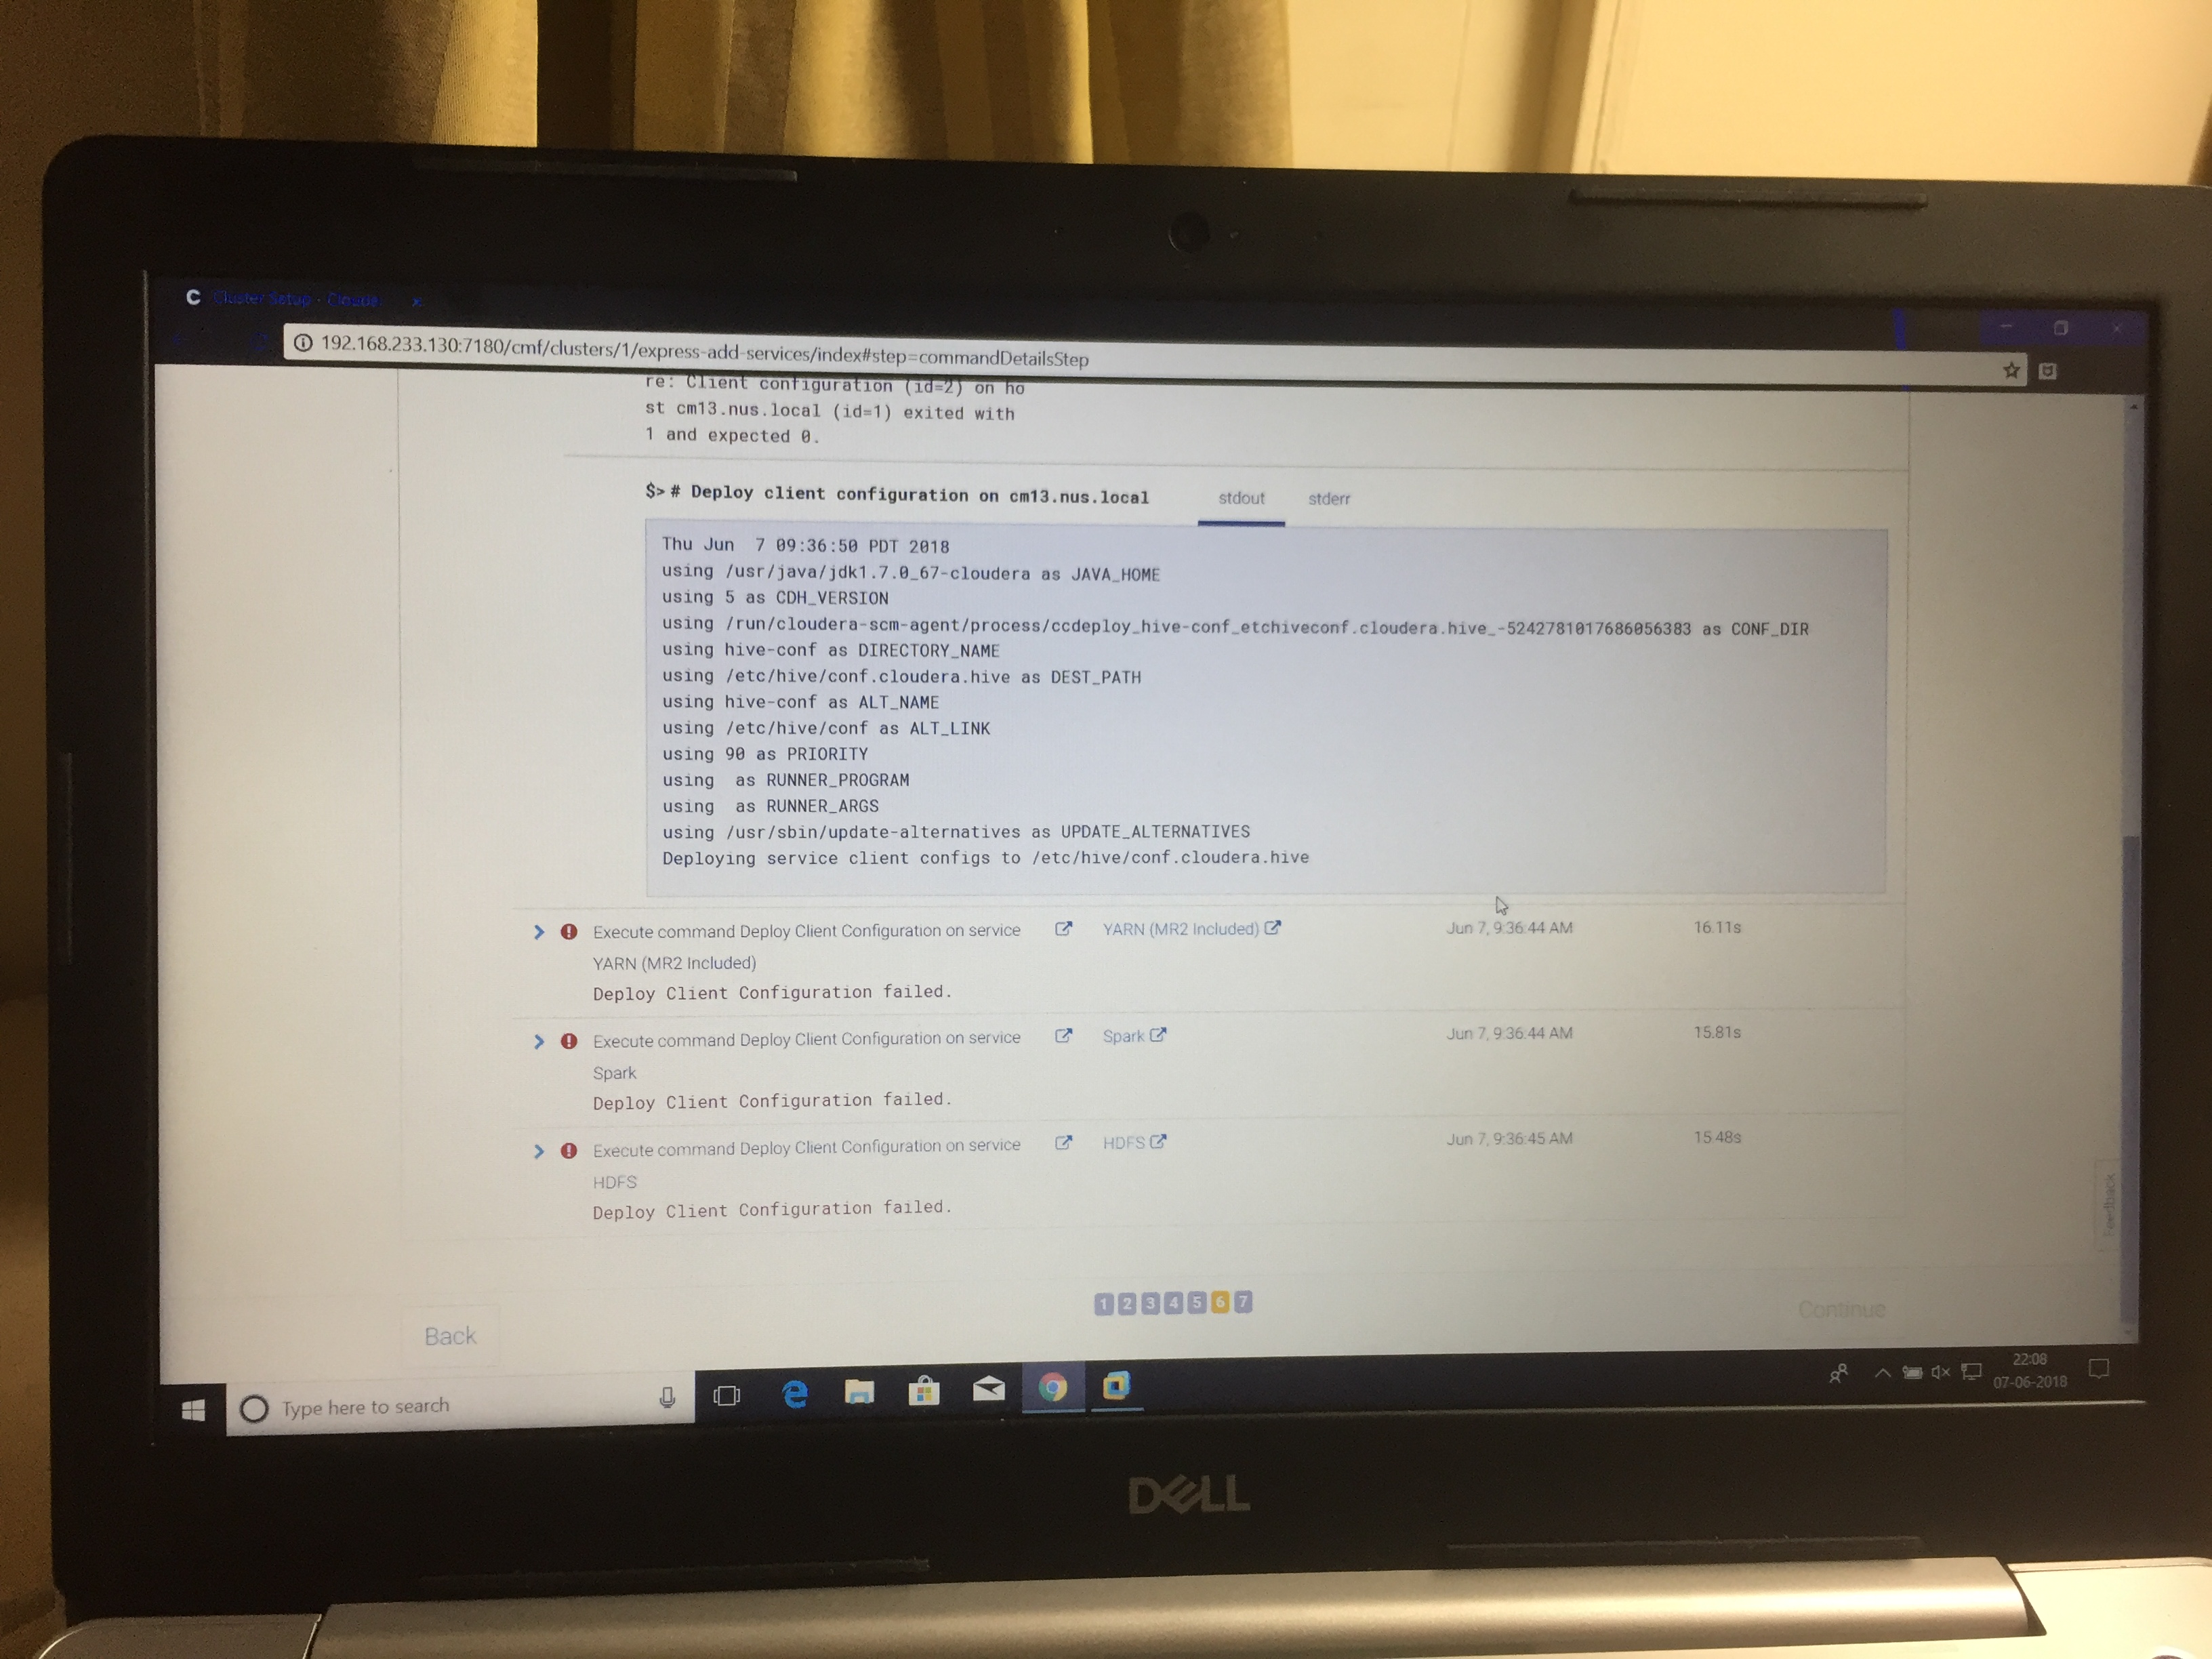 C Cluster Setup - Cloude
192.168.233.130:7180/cmf/clusters/1/express-add-services/index#step=commandDetailsStep
re: Client configuration (id=2) on ho
st cm13.nus.local (id=1) exited with
1 and expected 0.
$> # Deploy client configuration on cm13.nus.local stdout stderr
Thu Jun  7 09:36:50 PDT 2018
using /usr/java/jdk1.7.0_67-cloudera as JAVA_HOME
using 5 as CDH_VERSION
using /run/cloudera-scm-agent/process/ccdeploy_hive-conf_etchiveconf.cloudera.hive_-5242781017686056383 as CONF_DIR
using hive-conf as DIRECTORY_NAME
using /etc/hive/conf.cloudera.hive as DEST_PATH
using hive-conf as ALT_NAME
using /etc/hive/conf as ALT_LINK
using 90 as PRIORITY
using  as RUNNER_PROGRAM
using  as RUNNER_ARGS
using /usr/sbin/update-alternatives as UPDATE_ALTERNATIVES
Deploying service client configs to /etc/hive/conf.cloudera.hive
Execute command Deploy Client Configuration on service YARN (MR2 Included) Jun 7, 9:36:44 AM 16.11s
YARN (MR2 Included)
Deploy Client Configuration failed.
Execute command Deploy Client Configuration on service Spark Jun 7, 9:36:44 AM 15.81s
Spark
Deploy Client Configuration failed.
Execute command Deploy Client Configuration on service HDFS Jun 7, 9:36:45 AM 15.48s
HDFS
Deploy Client Configuration failed.
Feedback
1 2 3 4 5 6 7
Back Continue
Type here to search
22:08
07-06-2018
DELL